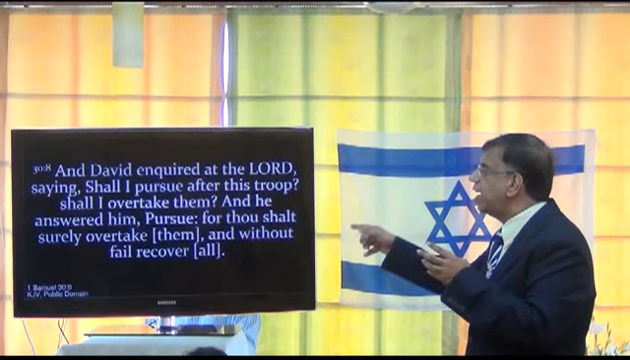 30:8 And David enquired at the LORD,
saying, Shall I pursue after this troop?
shall I overtake them? And he
answered him, Pursue: for thou shalt
surely overtake [them], and without
fail recover [all].
1 Samuel 30:8
KJV, Public Domain
SAMSUNG